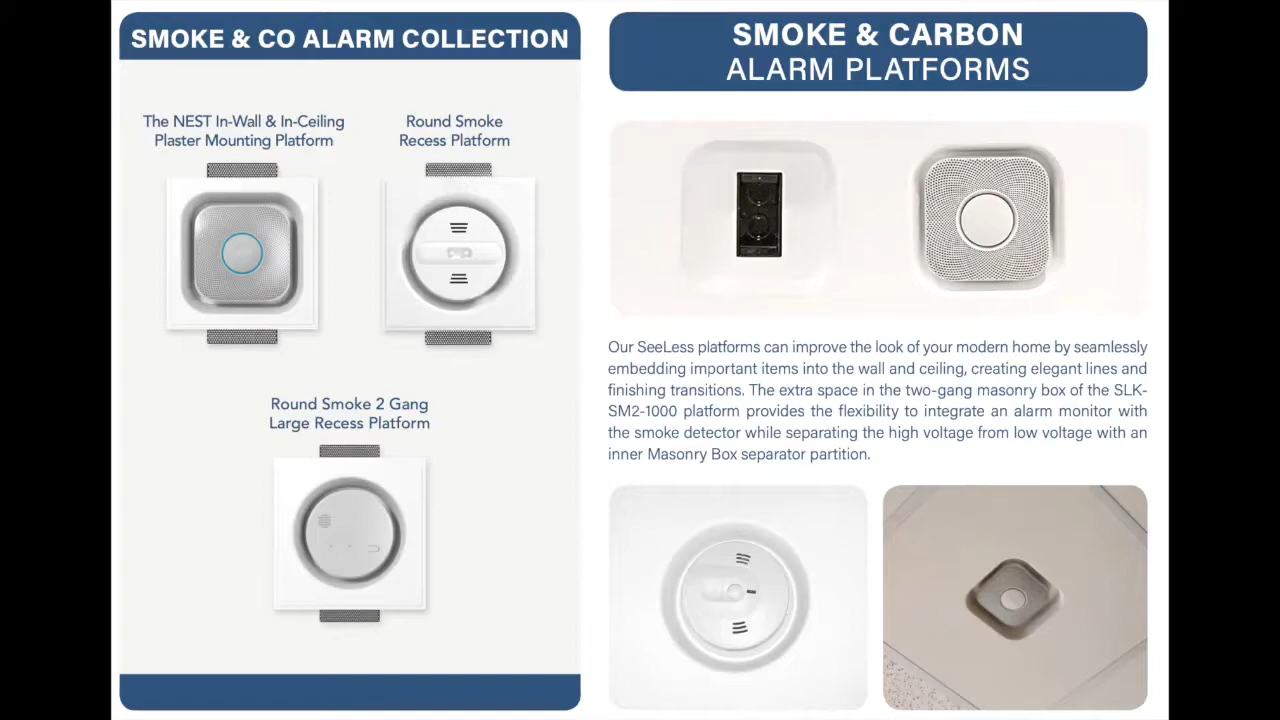 SMOKE & CO ALARM COLLECTION
The NEST In-Wall & In-Ceiling
Plaster Mounting Platform
Round Smoke
Recess Platform
Round Smoke 2 Gang
Large Recess Platform
SMOKE & CARBON
ALARM PLATFORMS
Our SeeLess platforms can improve the look of your modern home by seamlessly
embedding important items into the wall and ceiling, creating elegant lines and
finishing transitions. The extra space in the two-gang masonry box of the SLK-
SM2-1000 platform provides the flexibility to integrate an alarm monitor with
the smoke detector while separating the high voltage from low voltage with an
inner Masonry Box separator partition.